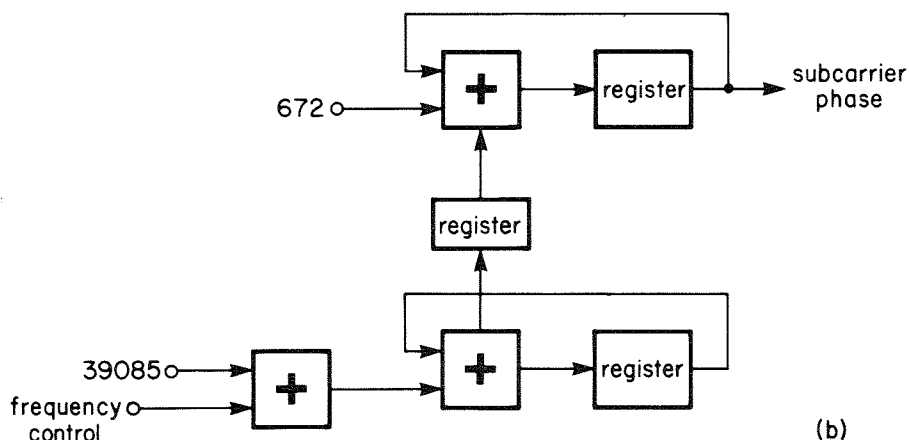 +
register
subcarrier
phase
672
register
39085
+
+
register
frequency
control
(b)